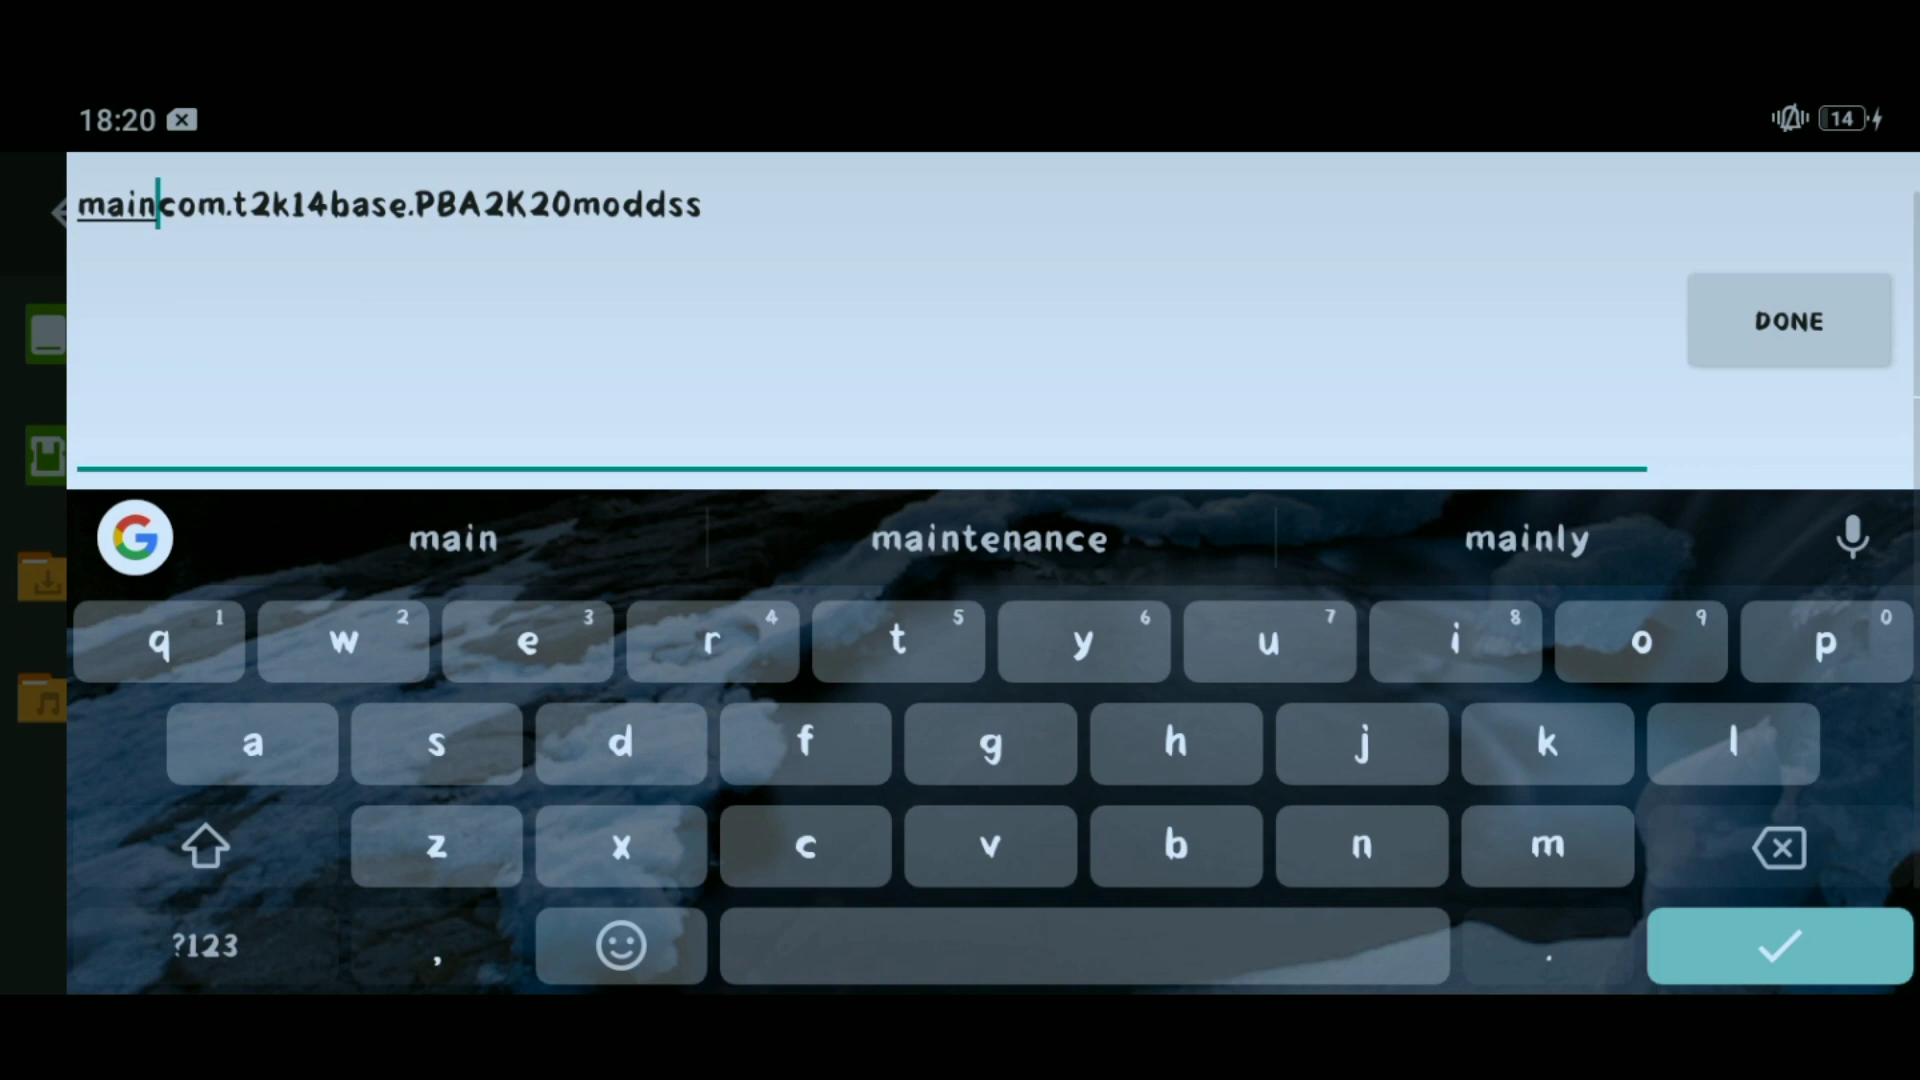 18:20
14
maincom.t2k14base.PBA2K20moddss
DONE
main maintenance mainly
q 1 w 2 e 3 r 4 t 5 y 6 u 7 i 8 o 9 p 0
a s d f g h j k l
z x c v b n m
?123 , .